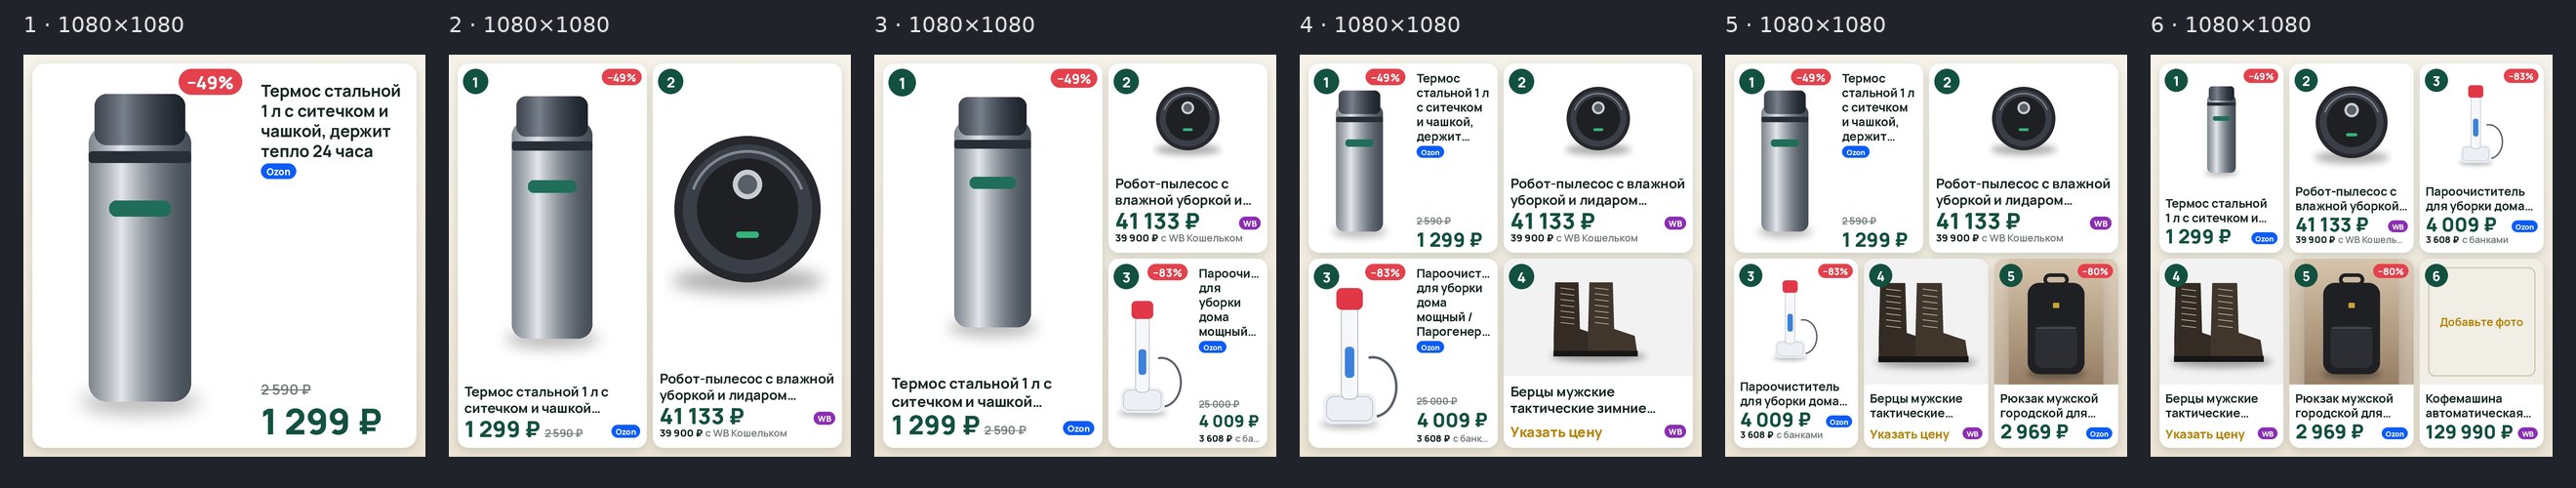 1 · 1080×1080
–49%
Термос стальной
1 л с ситечком и
чашкой, держит
тепло 24 часа
Ozon
2 590 ₽
1 299 ₽
2 · 1080×1080
1
–49%
Термос стальной 1 л с
ситечком и чашкой…
1 299 ₽ 2 590 ₽
Ozon
2
Робот-пылесос с влажной
уборкой и лидаром…
41 133 ₽
WB
39 900 ₽ с WB Кошельком
3 · 1080×1080
1
–49%
Термос стальной 1 л с
ситечком и чашкой…
1 299 ₽ 2 590 ₽
Ozon
2
Робот-пылесос с
влажной уборкой и…
41 133 ₽
WB
39 900 ₽ с WB Кошельком
3
–83%
Пароочи…
для
уборки
дома
мощный…
Ozon
25 000 ₽
4 009 ₽
3 608 ₽ с ба…
4 · 1080×1080
1
–49%
Термос
стальной 1 л
с ситечком
и чашкой,
держит…
Ozon
2 590 ₽
1 299 ₽
2
Робот-пылесос с влажной
уборкой и лидаром…
41 133 ₽
WB
39 900 ₽ с WB Кошельком
3
–83%
Пароочист…
для уборки
дома
мощный /
Парогенер…
Ozon
25 000 ₽
4 009 ₽
3 608 ₽ с банк…
4
Берцы мужские
тактические зимние…
Указать цену
WB
5 · 1080×1080
1
–49%
Термос
стальной 1 л
с ситечком
и чашкой,
держит…
Ozon
2 590 ₽
1 299 ₽
2
Робот-пылесос с влажной
уборкой и лидаром…
41 133 ₽
WB
39 900 ₽ с WB Кошельком
3
–83%
Пароочиститель
для уборки дома…
4 009 ₽
Ozon
3 608 ₽ с банками
4
Берцы мужские
тактические…
Указать цену
WB
5
–80%
Рюкзак мужской
городской для…
2 969 ₽
Ozon
6 · 1080×1080
1
–49%
Термос стальной
1 л с ситечком и…
1 299 ₽
Ozon
2
Робот-пылесос с
влажной уборкой…
41 133 ₽
WB
39 900 ₽ с WB Кошель…
3
–83%
Пароочиститель
для уборки дома…
4 009 ₽
Ozon
3 608 ₽ с банками
4
Берцы мужские
тактические…
Указать цену
WB
5
–80%
Рюкзак мужской
городской для…
2 969 ₽
Ozon
6
Добавьте фото
Кофемашина
автоматическая…
129 990 ₽
WB